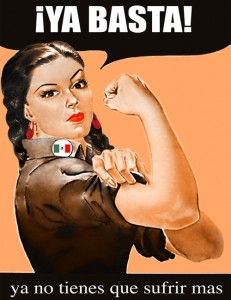 ¡YA BASTA!
ya no tienes que sufrir mas